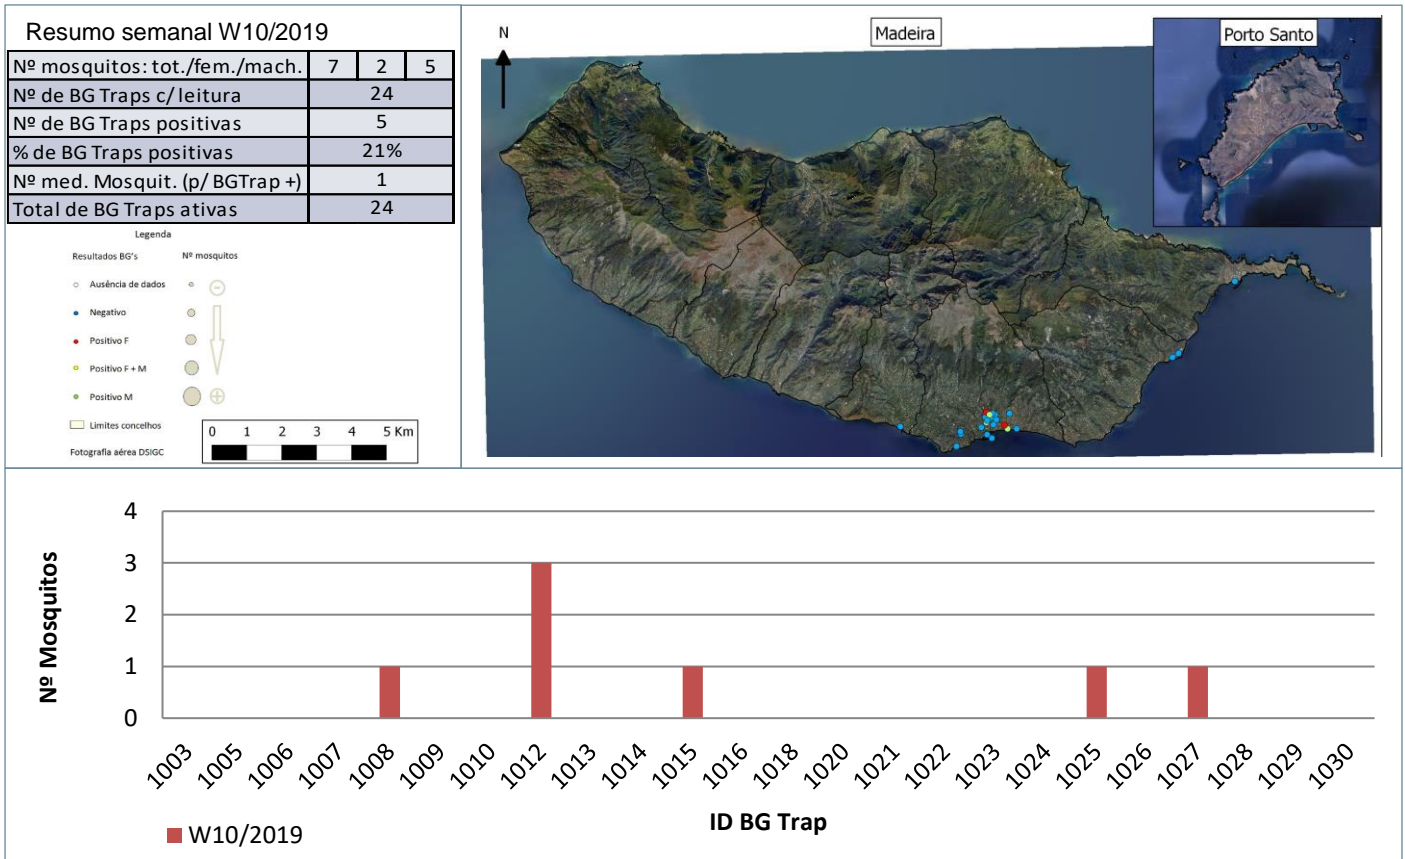 Resumo semanal W10/2019
Nº mosquitos: tot./fem./mach. 7 2 5
Nº de BG Traps c/ leitura 24
Nº de BG Traps positivas 5
% de BG Traps positivas 21%
Nº med. Mosquit. (p/ BGTrap +) 1
Total de BG Traps ativas 24
Legenda
Resultados BG's Nº mosquitos
Ausência de dados
Negativo
Positivo F
Positivo F + M
Positivo M
Limites concelhos
Fotografia aérea DSIGC
0 1 2 3 4 5 Km
N
Madeira
Porto Santo
4
3
2
1
0
Nº Mosquitos
1003 1005 1006 1007 1008 1009 1010 1012 1013 1014 1015 1016 1018 1020 1021 1022 1023 1024 1025 1026 1027 1028 1029 1030
ID BG Trap
W10/2019